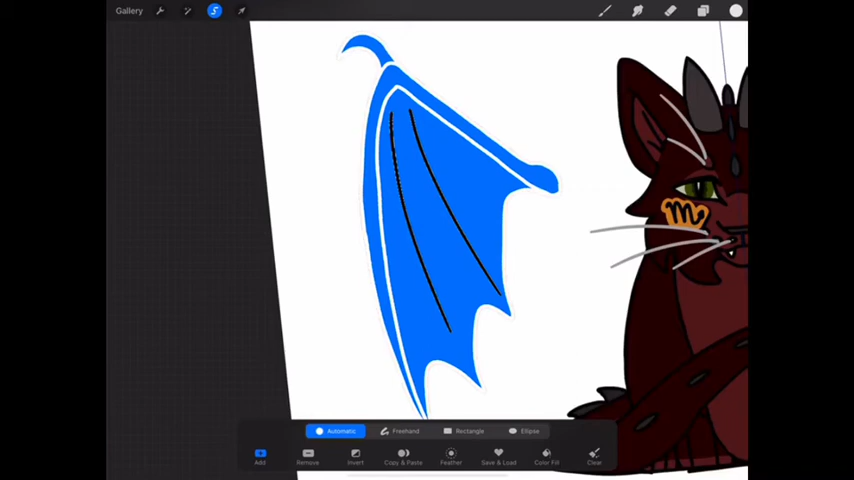 Gallery
Automatic Freehand Rectangle Ellipse
Add Remove Invert Copy & Paste Feather Save & Load Color Fill Clear